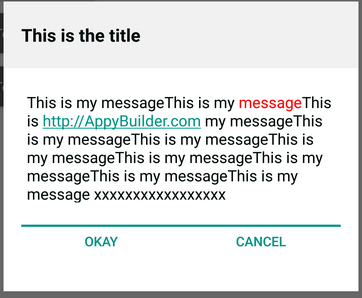 This is the title
This is my messageThis is my messageThis
is http://AppyBuilder.com my messageThis
is my messageThis is my messageThis is
my messageThis is my messageThis is my
messageThis is my messageThis is my
message xxxxxxxxxxxxxxxxx
OKAY CANCEL